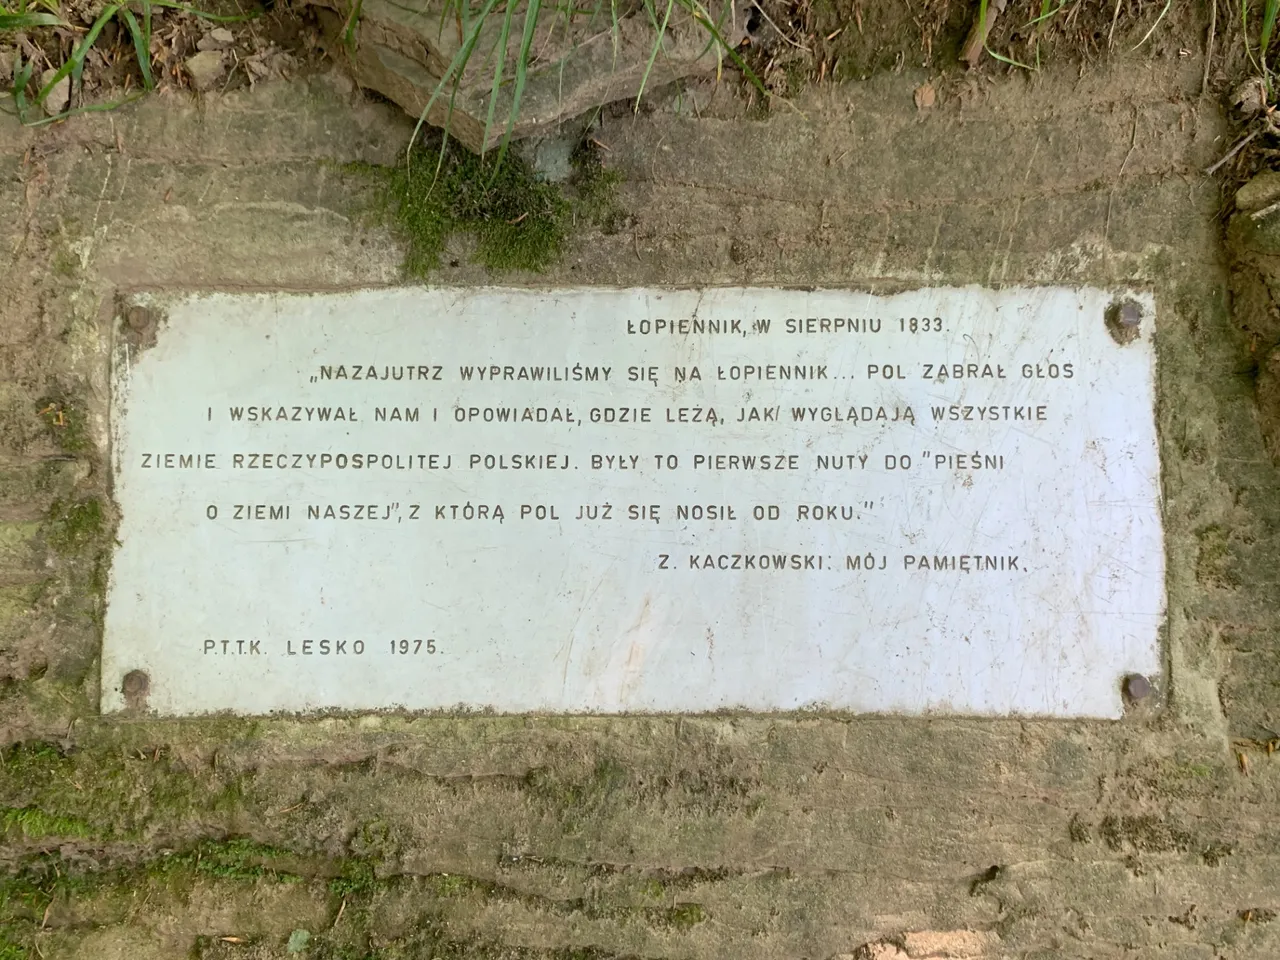 ŁOPIENNIK, W SIERPNIU 1833.
„NAZAJUTRZ WYPRAWILIŚMY SIĘ NA ŁOPIENNIK... POL ZABRAŁ GŁOS
I WSKAZYWAŁ NAM I OPOWIADAŁ, GDZIE LEŻĄ, JAK WYGLĄDAJĄ WSZYSTKIE
ZIEMIE RZECZYPOSPOLITEJ POLSKIEJ. BYŁY TO PIERWSZE NUTY DO "PIEŚNI
O ZIEMI NASZEJ", Z KTÓRĄ POL JUŻ SIĘ NOSIŁ OD ROKU."
Z. KACZKOWSKI: MÓJ PAMIĘTNIK.
P.T.T.K. LESKO 1975.